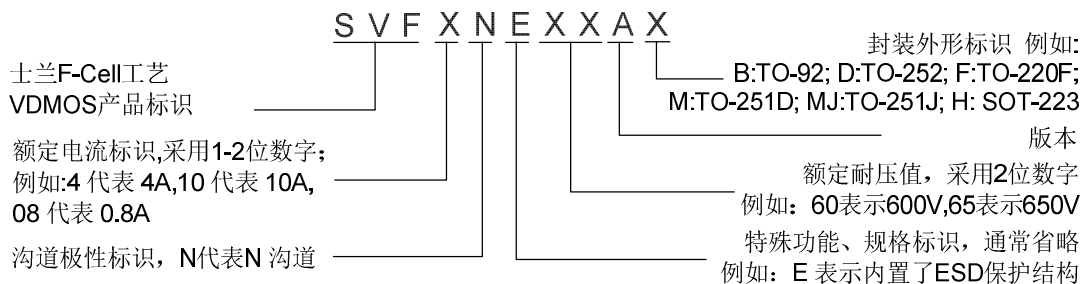 SVFXNEXXAX
士兰F-Cell工艺
VDMOS产品标识
额定电流标识,采用1-2位数字；
例如:4 代表 4A,10 代表 10A,
08 代表 0.8A
沟道极性标识，N代表N 沟道
封装外形标识 例如:
B:TO-92; D:TO-252; F:TO-220F;
M:TO-251D; MJ:TO-251J; H: SOT-223
版本
额定耐压值，采用2位数字
例如：60表示600V,65表示650V
特殊功能、规格标识，通常省略
例如：E 表示内置了ESD保护结构